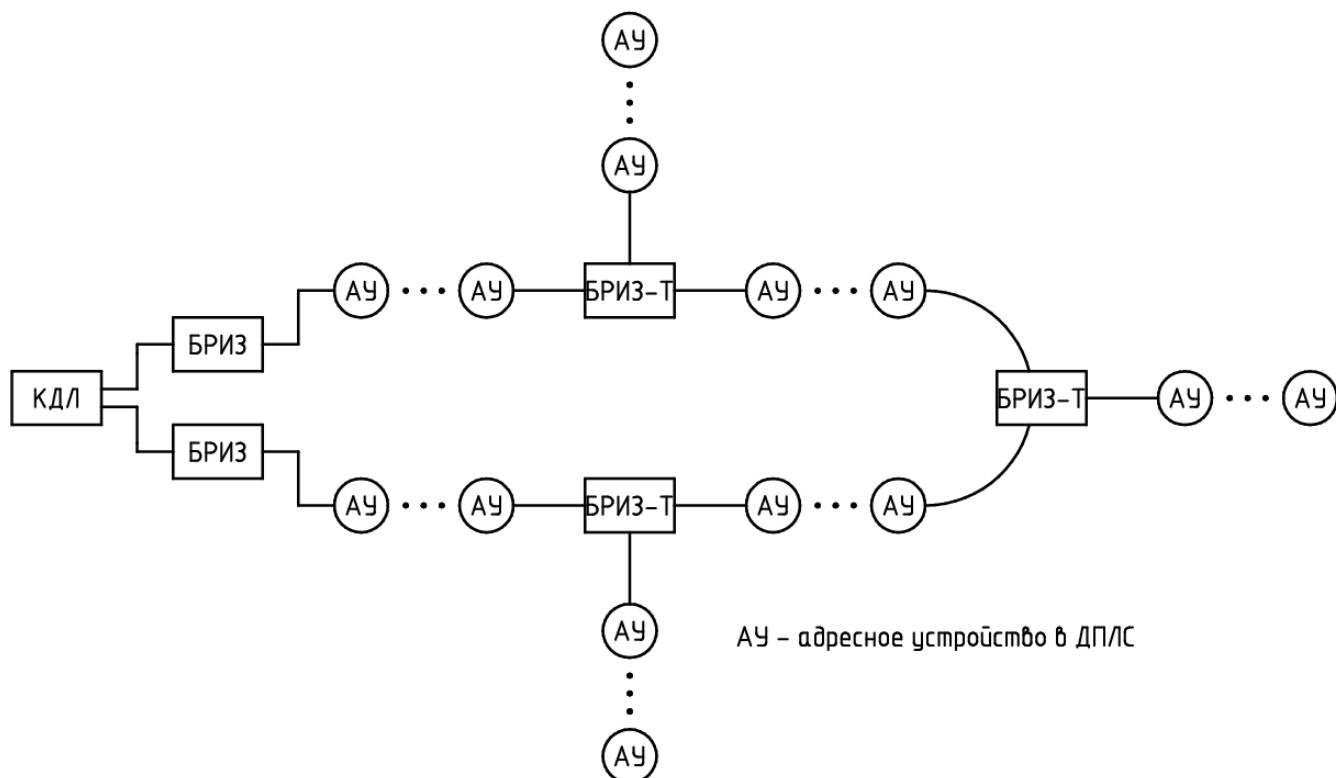 АУ
АУ
АУ АУ БРИЗ-Т АУ АУ
БРИЗ
КДЛ БРИЗ-Т АУ АУ
БРИЗ
АУ АУ БРИЗ-Т АУ АУ
АУ
АУ – адресное устройство в ДПЛС
АУ